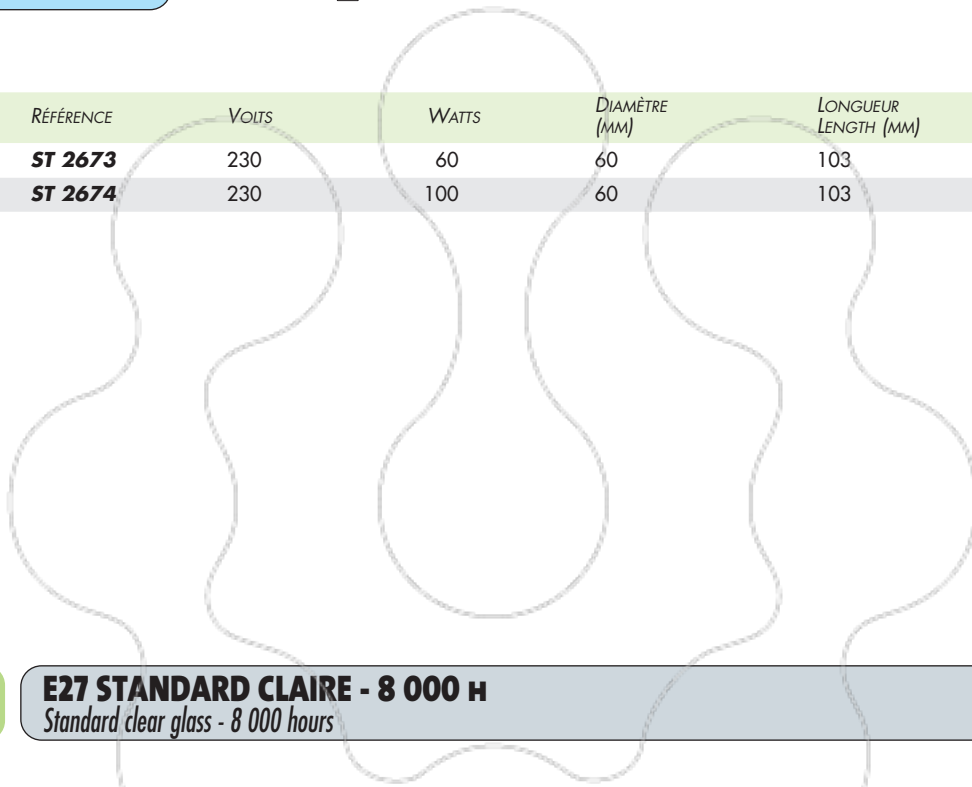 RÉFÉRENCE VOLTS WATTS DIAMÈTRE (MM) LONGUEUR LENGTH (MM)
ST 2673 230 60 60 103
ST 2674 230 100 60 103
E27 STANDARD CLAIRE - 8 000 H
Standard clear glass - 8 000 hours